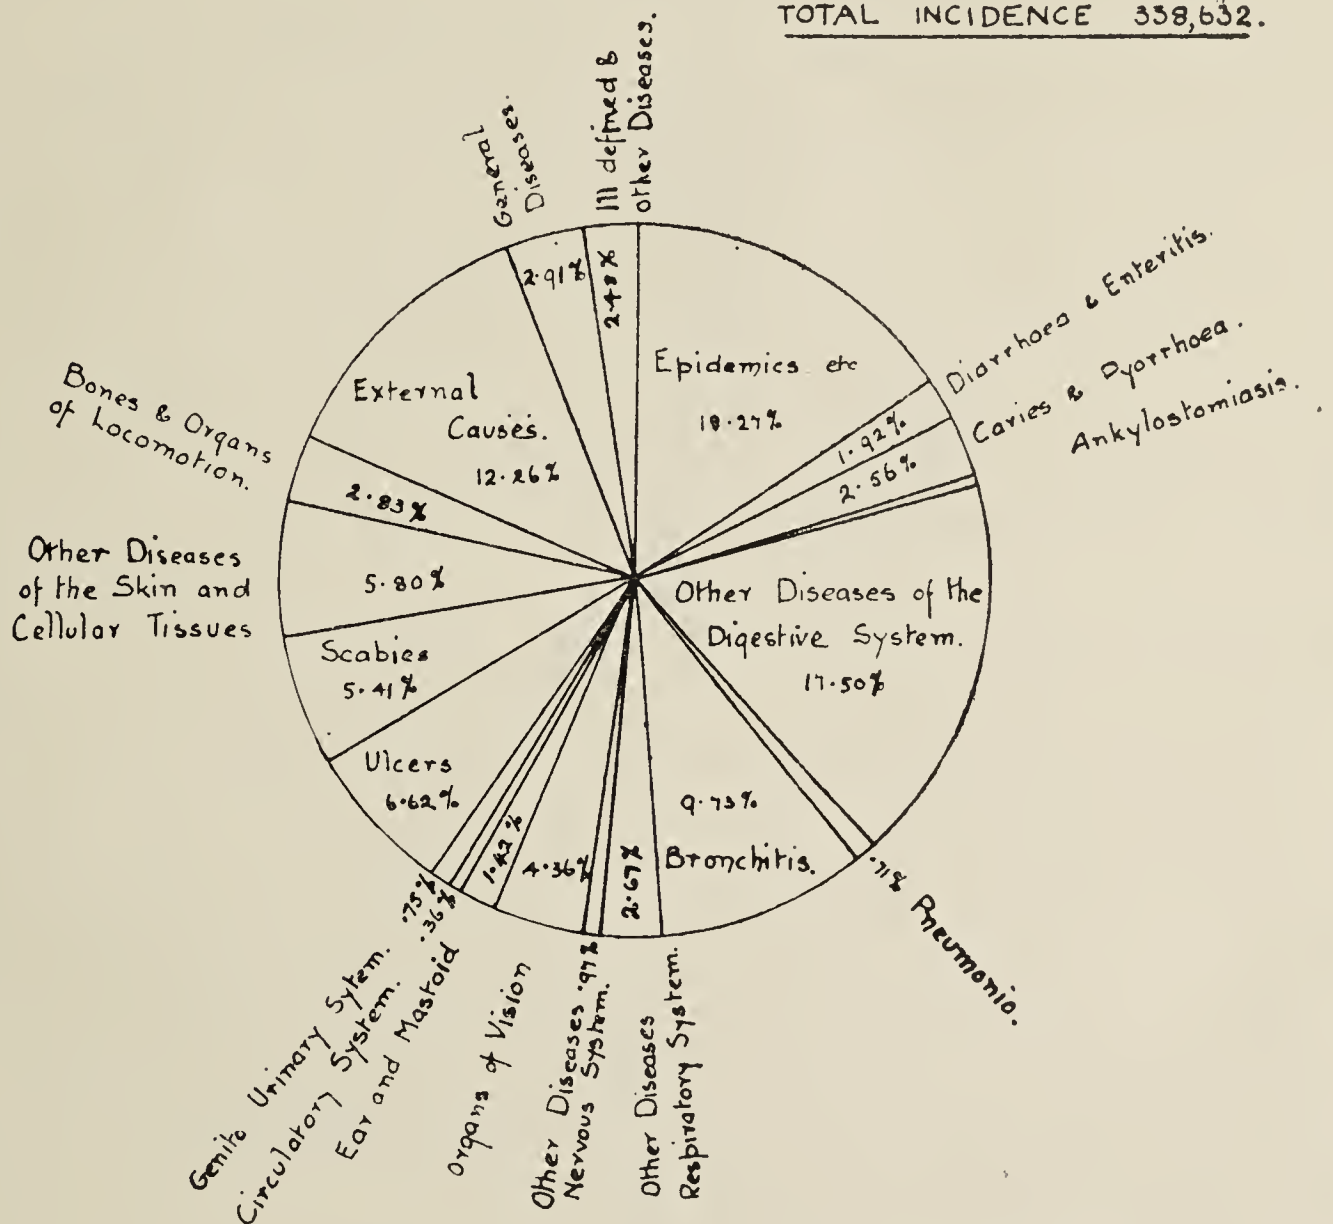 TOTAL INCIDENCE 338,632.
General
Diseases.
Ill defined &
other Diseases.
2.91%
2.48%
Epidemics etc
18.27%
Diarrhoea & Enteritis.
1.92%
Caries & Pyorrhoea.
2.56%
Ankylostomiasis.
External
Causes.
12.26%
Bones & Organs
of Locomotion.
2.83%
Other Diseases
of the Skin and
Cellular Tissues
5.80%
Other Diseases of the
Digestive System.
17.50%
Scabies
5.41%
Ulcers
6.62%
9.73%
Bronchitis.
.71% Pneumonia.
2.67%
4.36%
1.42%
Genito Urinary Sytem. .75%
Circulatory System. .36%
Ear and Mastoid
Organs of Vision
Other Diseases .97%
Nervous System.
Other Diseases
Respiratory System.